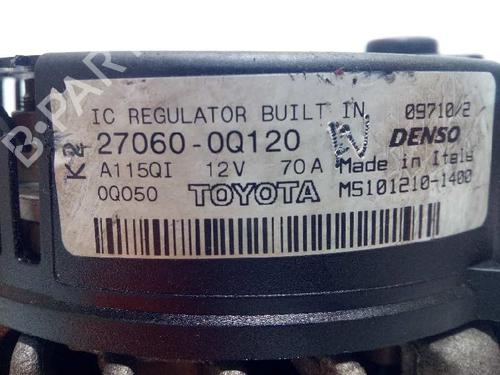 IC REGULATOR BUILT IN 09710/2
K2 27060-0Q120 DENSO
A115QI 12V 70A Made in Italy
0Q050 TOYOTA MS101210-1400
B-PARTS